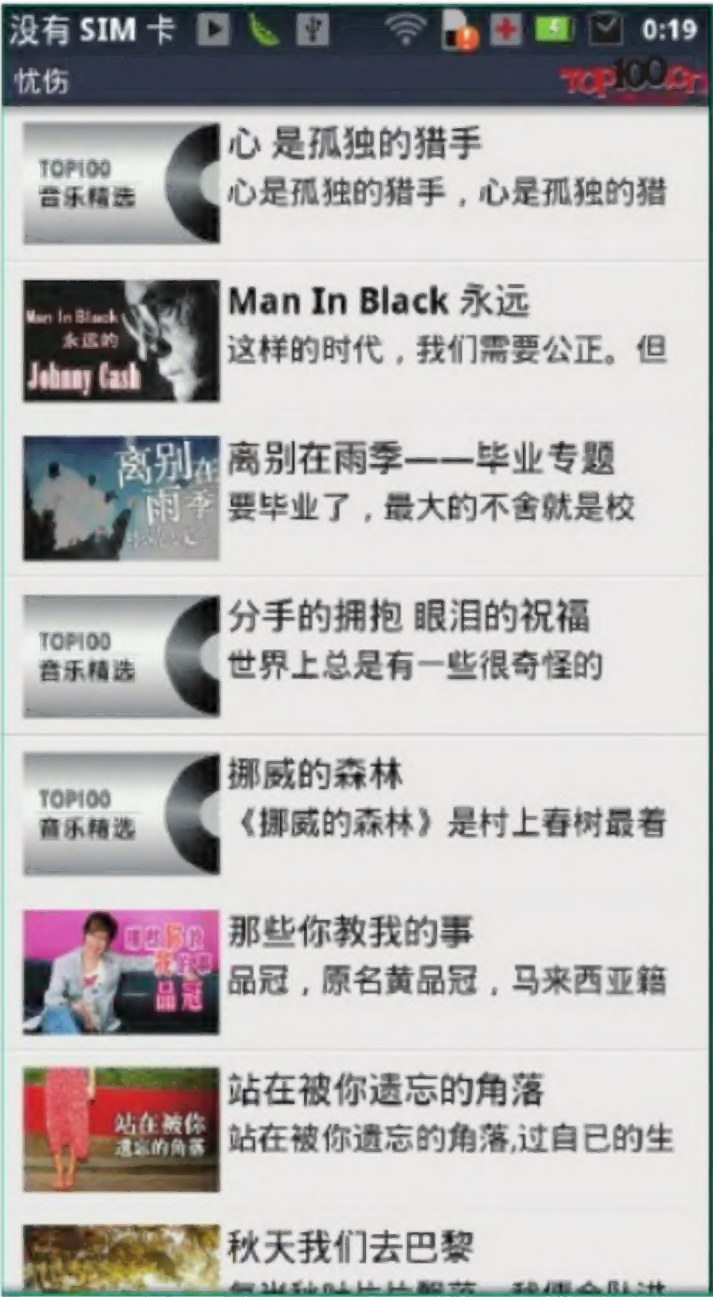 没有 SIM 卡 0:19
忧伤
TOP100.cn
TOP100
音乐精选
心 是孤独的猎手
心是孤独的猎手，心是孤独的猎
Man In Black
永远的
Johnny Cash
Man In Black 永远
这样的时代，我们需要公正。但
离别在
雨季
离别在雨季——毕业专题
要毕业了，最大的不舍就是校
TOP100
音乐精选
分手的拥抱 眼泪的祝福
世界上总是有一些很奇怪的
TOP100
音乐精选
挪威的森林
《挪威的森林》是村上春树最着
那些你教
我的事
品冠
那些你教我的事
品冠，原名黄品冠，马来西亚籍
站在被你
遗忘的角落
站在被你遗忘的角落
站在被你遗忘的角落,过自已的生
秋天我们去巴黎